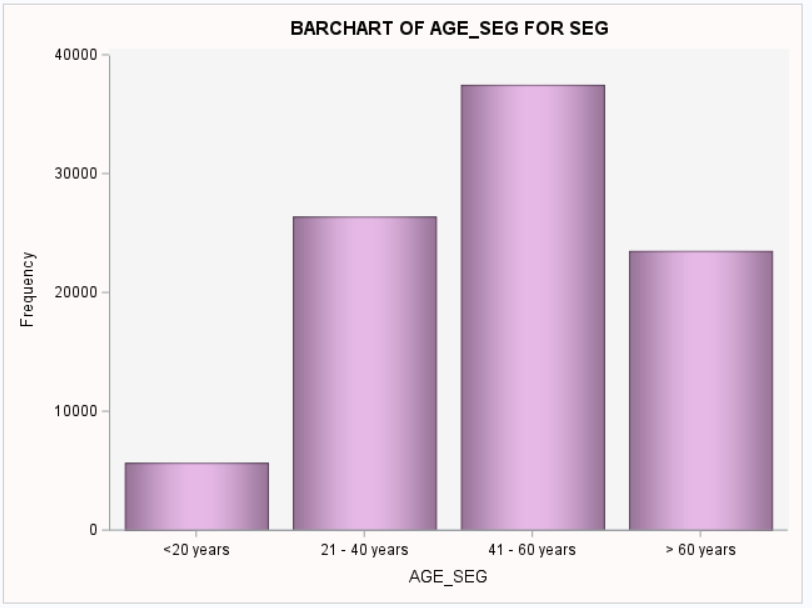 BARCHART OF AGE_SEG FOR SEG
40000
30000
20000
10000
0
Frequency
<20 years 21 - 40 years 41 - 60 years > 60 years
AGE_SEG